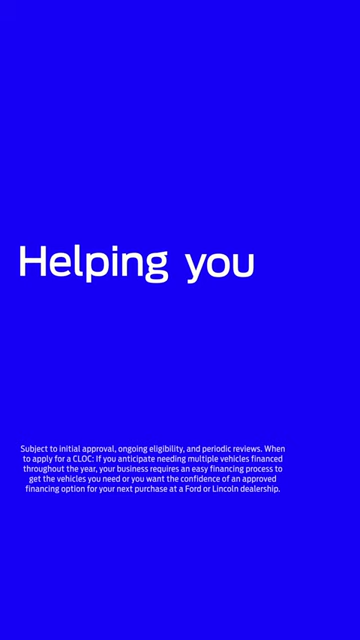 Helping you
Subject to initial approval, ongoing eligibility, and periodic reviews. When
to apply for a CLOC: If you anticipate needing multiple vehicles financed
throughout the year, your business requires an easy financing process to
get the vehicles you need or you want the confidence of an approved
financing option for your next purchase at a Ford or Lincoln dealership.